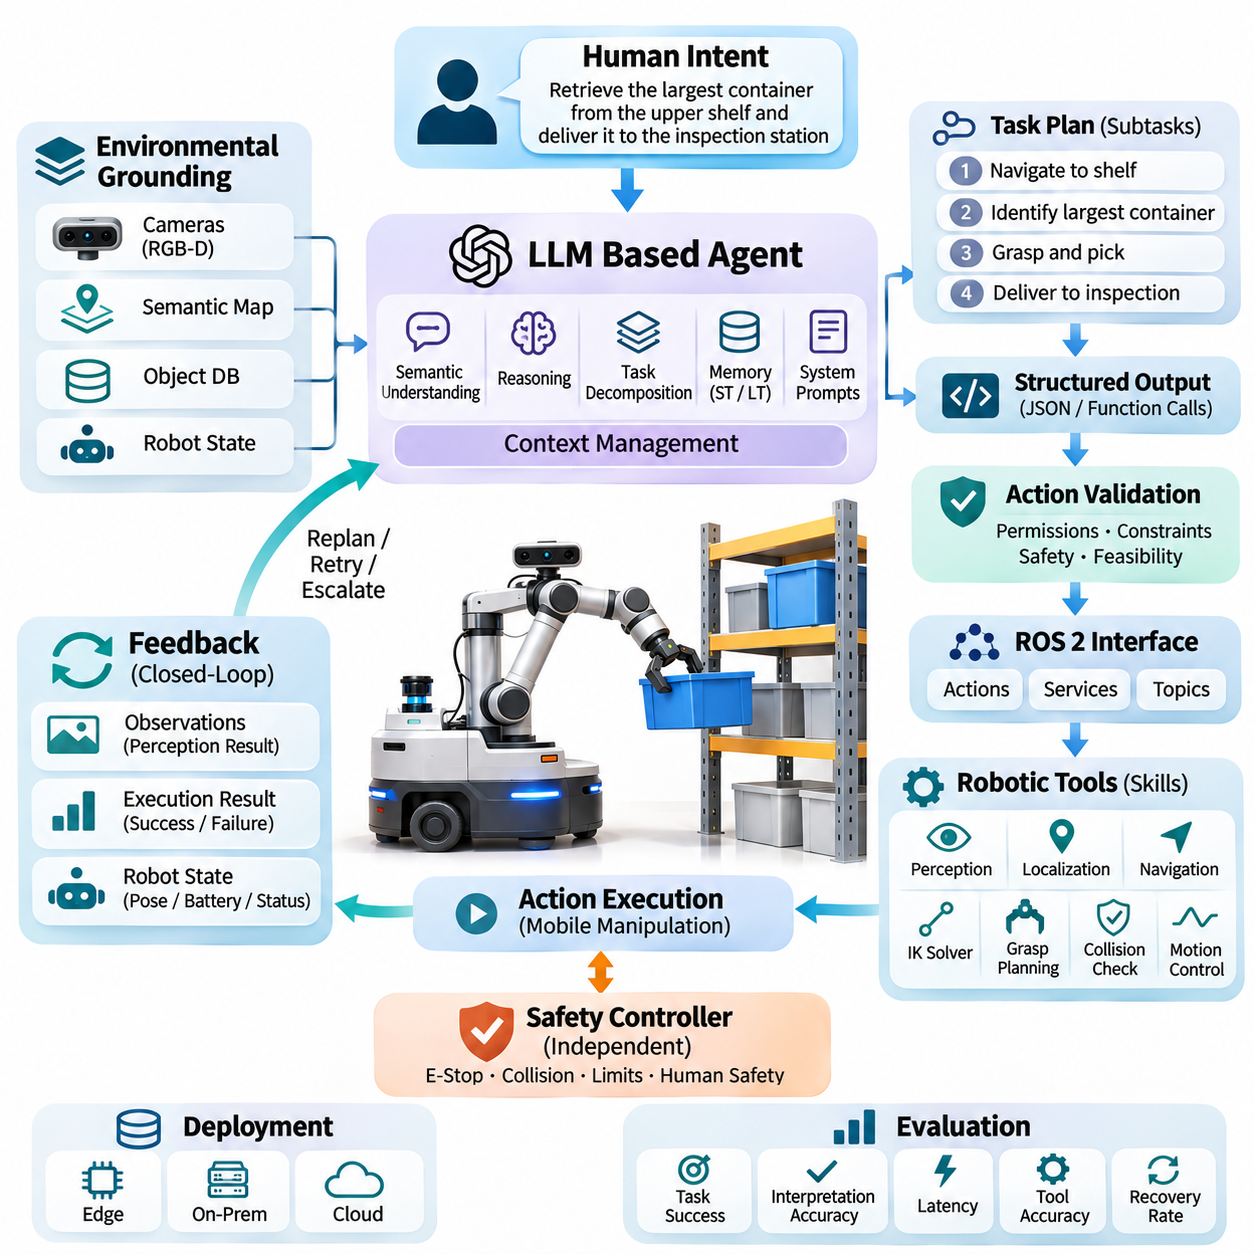 Human Intent
Retrieve the largest container
from the upper shelf and
deliver it to the inspection station
Environmental
Grounding
Cameras
(RGB-D)
Semantic Map
Object DB
Robot State
LLM Based Agent
Semantic
Understanding
Reasoning
Task
Decomposition
Memory
(ST / LT)
System
Prompts
Context Management
Task Plan (Subtasks)
1 Navigate to shelf
2 Identify largest container
3 Grasp and pick
4 Deliver to inspection
Structured Output
(JSON / Function Calls)
Action Validation
Permissions · Constraints
Safety · Feasibility
ROS 2 Interface
Actions
Services
Topics
Robotic Tools (Skills)
Perception
Localization
Navigation
IK Solver
Grasp
Planning
Collision
Check
Motion
Control
Replan /
Retry /
Escalate
Feedback
(Closed-Loop)
Observations
(Perception Result)
Execution Result
(Success / Failure)
Robot State
(Pose / Battery / Status)
Action Execution
(Mobile Manipulation)
Safety Controller
(Independent)
E-Stop · Collision · Limits · Human Safety
Deployment
Edge
On-Prem
Cloud
Evaluation
Task
Success
Interpretation
Accuracy
Latency
Tool
Accuracy
Recovery
Rate